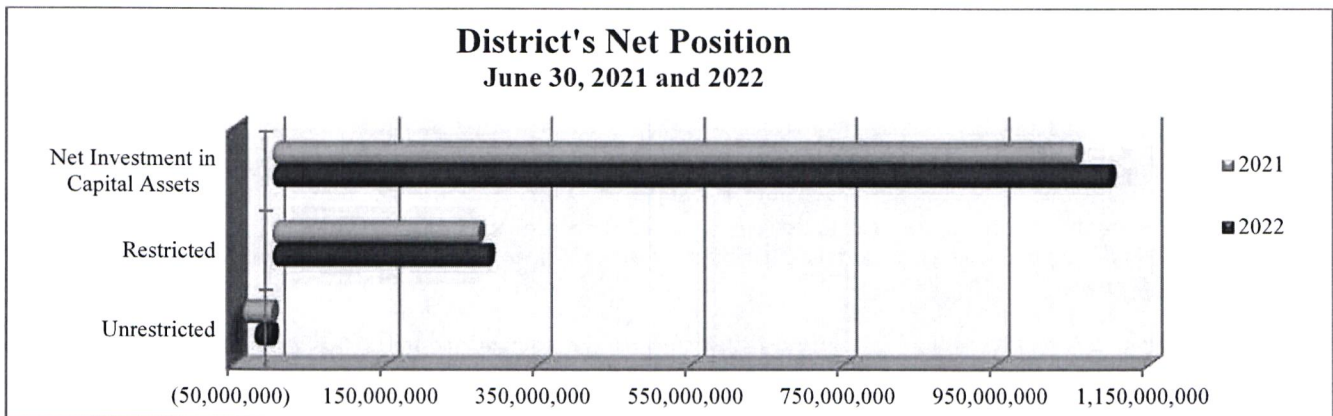 District's Net Position
June 30, 2021 and 2022
Net Investment in
Capital Assets
Restricted
Unrestricted
2021
2022
(50,000,000) 150,000,000 350,000,000 550,000,000 750,000,000 950,000,000 1,150,000,000